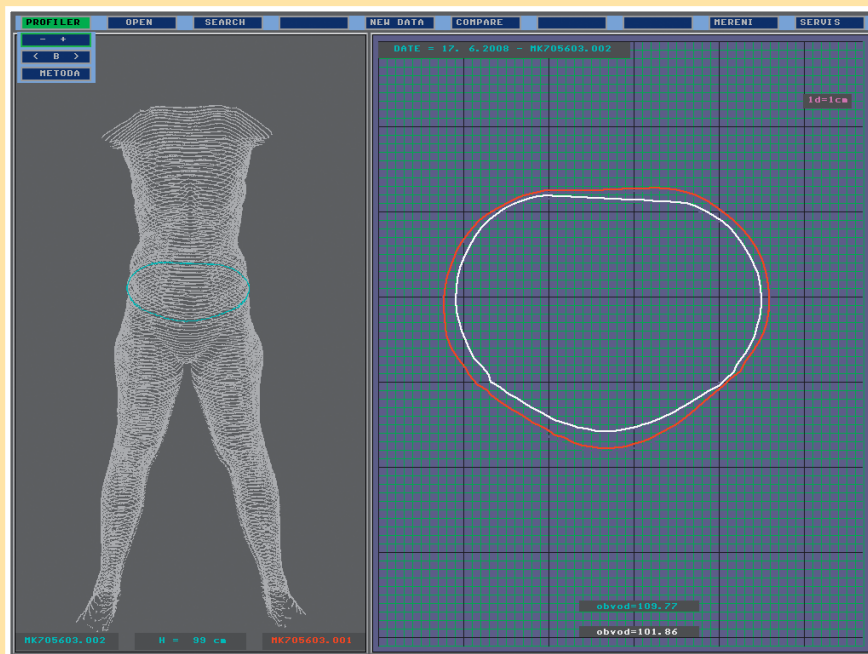 PROFILER OPEN SEARCH NEW DATA COMPARE MERENI SERVIS
- +
< B >
METODA
DATE = 17. 6.2008 - MK705603.002
1d=1cm
obvod=109.77
obvod=101.86
MK705603.002 H = 99 cm MK705603.001